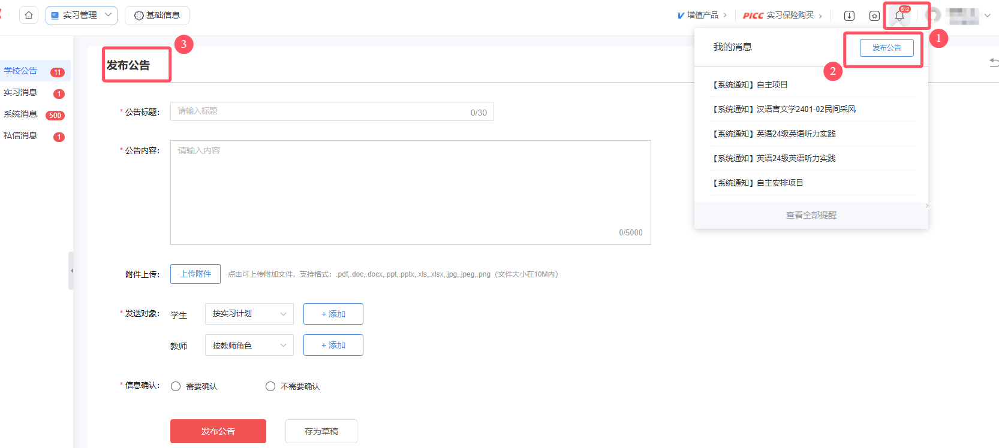 实习管理
基础信息
增值产品
PICC 实习保险购买
512
1
我的消息
发布公告
2
【系统通知】自主项目
【系统通知】汉语言文学2401-02民间采风
【系统通知】英语24级英语听力实践
【系统通知】英语24级英语听力实践
【系统通知】自主安排项目
查看全部提醒
学校公告 11
实习消息 1
系统消息 500
私信消息 1
发布公告
3
* 公告标题： 请输入标题 0/30
* 公告内容： 请输入内容
0/5000
附件上传： 上传附件 点击可上传附加文件，支持格式：.pdf,.doc,.docx,.ppt,.pptx,.xls,.xlsx,.jpg,.jpeg,.png（文件大小在10M内）
* 发送对象： 学生 按实习计划 + 添加
教师 按教师角色 + 添加
* 信息确认： 需要确认 不需要确认
发布公告 存为草稿